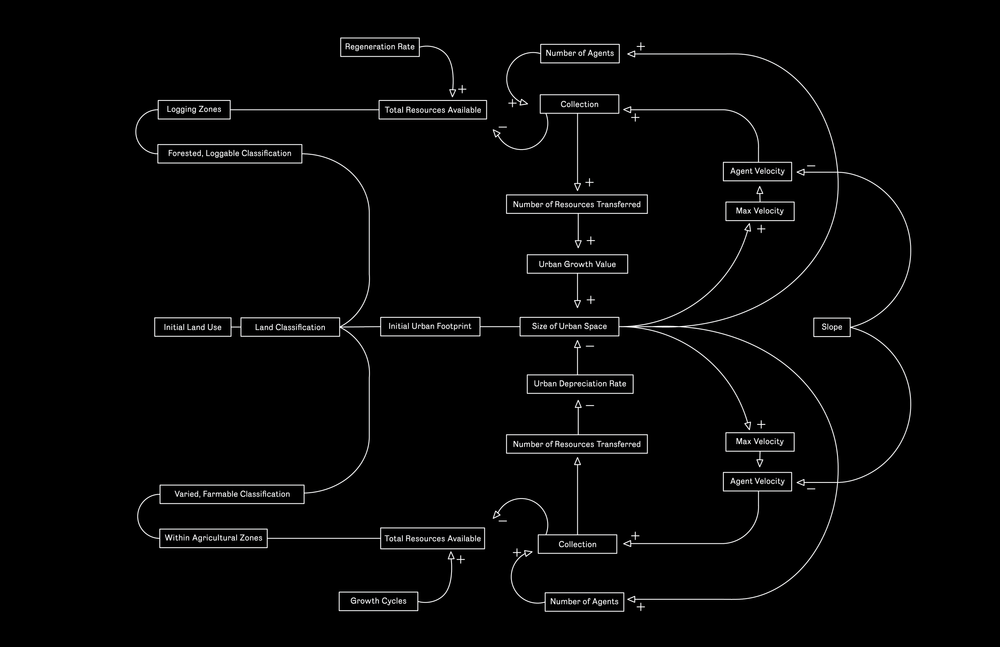 Regeneration Rate
Number of Agents
+
+
+
Collection
Logging Zones
Total Resources Available
+
−
Forested, Loggable Classification
Agent Velocity
−
+
Number of Resources Transferred
Max Velocity
+
+
Urban Growth Value
+
Initial Land Use
Land Classification
Initial Urban Footprint
Size of Urban Space
Slope
−
Urban Depreciation Rate
−
+
Number of Resources Transferred
Max Velocity
Agent Velocity
−
Varied, Farmable Classification
−
Within Agricultural Zones
Total Resources Available
+
Collection
+
+
Growth Cycles
Number of Agents
+